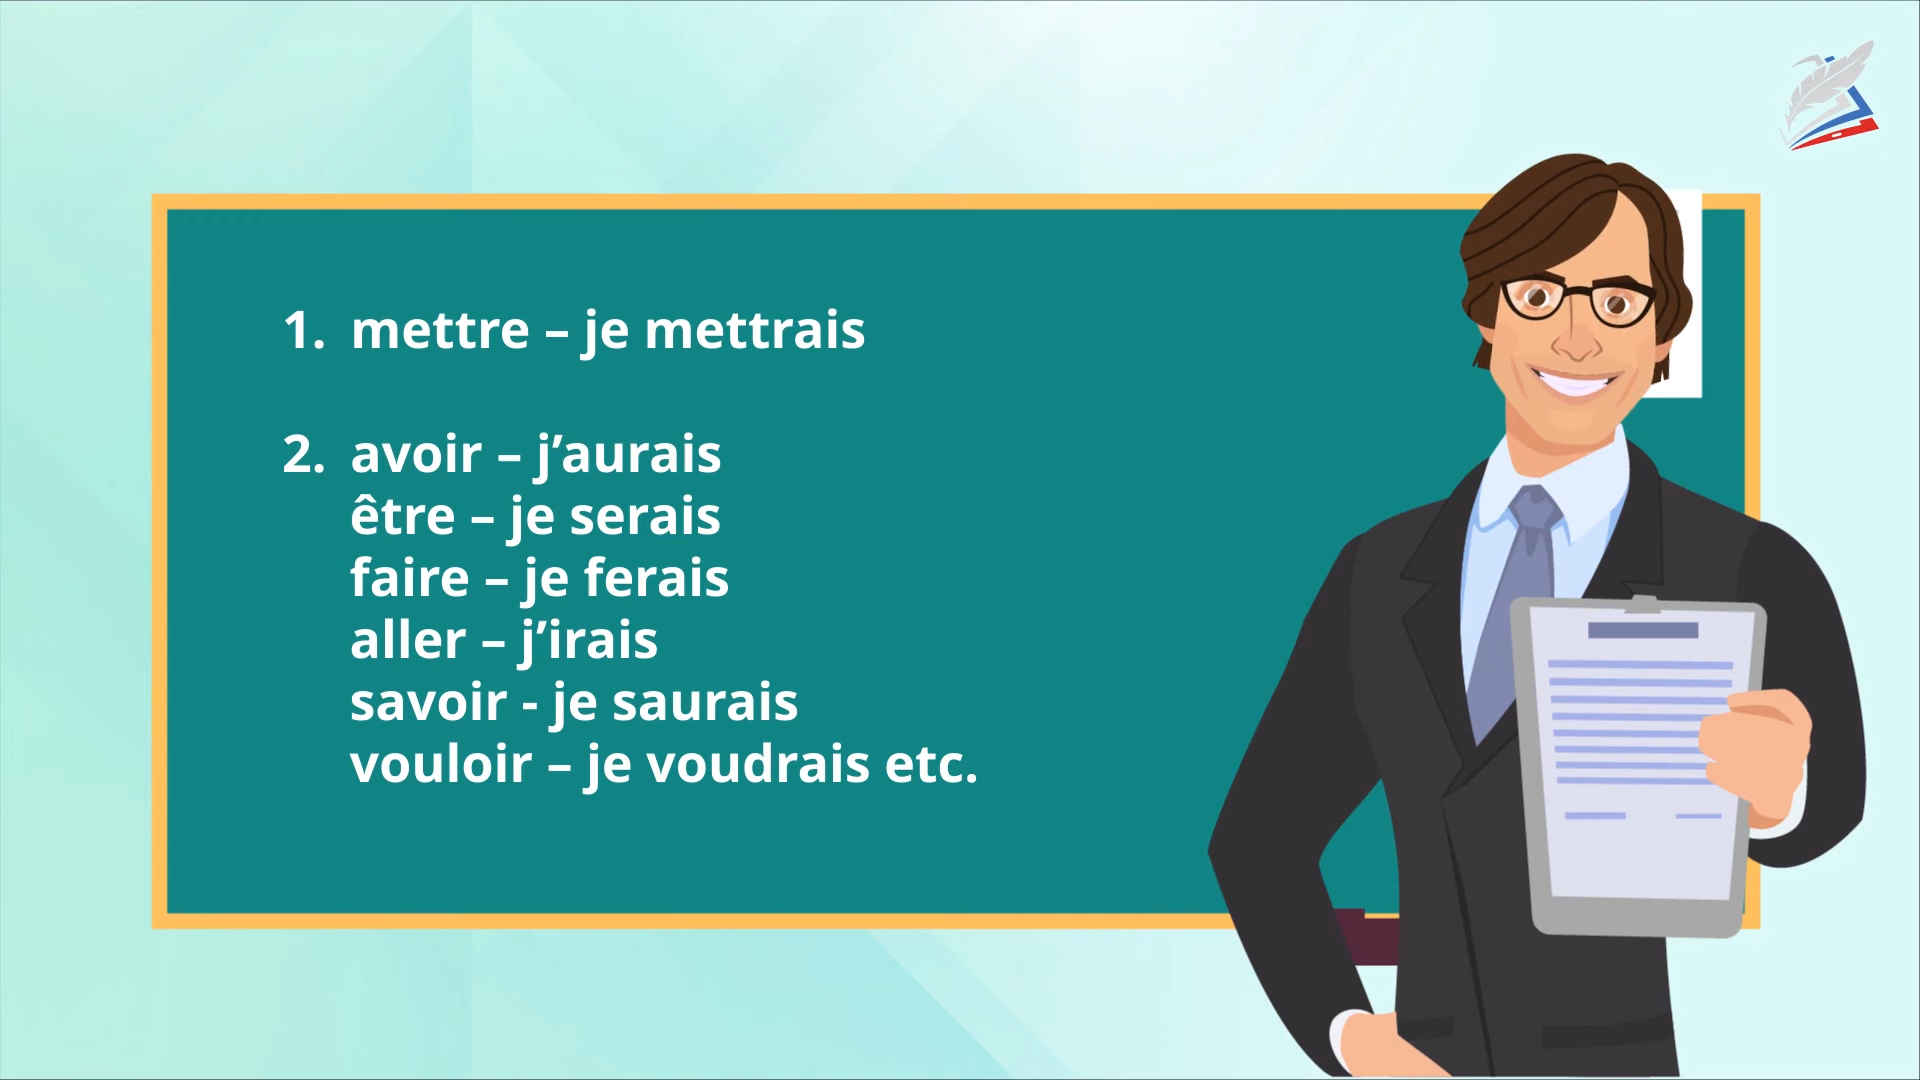 1. mettre – je mettrais
2. avoir – j’aurais
être – je serais
faire – je ferais
aller – j’irais
savoir - je saurais
vouloir – je voudrais etc.